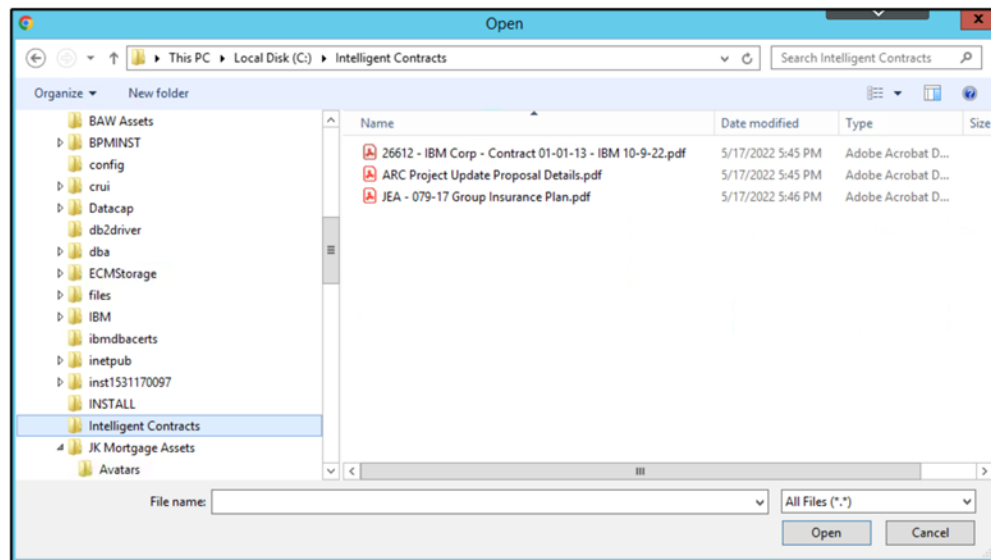 Open
This PC Local Disk (C:) Intelligent Contracts
Search Intelligent Contracts
Organize New folder
Name Date modified Type Size
BAW Assets
BPMINST
config
crui
Datacap
db2driver
dba
ECMStorage
files
IBM
ibmdbacerts
inetpub
inst1531170097
INSTALL
Intelligent Contracts
JK Mortgage Assets
Avatars
26612 - IBM Corp - Contract 01-01-13 - IBM 10-9-22.pdf 5/17/2022 5:45 PM Adobe Acrobat D...
ARC Project Update Proposal Details.pdf 5/17/2022 5:45 PM Adobe Acrobat D...
JEA - 079-17 Group Insurance Plan.pdf 5/17/2022 5:46 PM Adobe Acrobat D...
File name: All Files (*.*)
Open Cancel